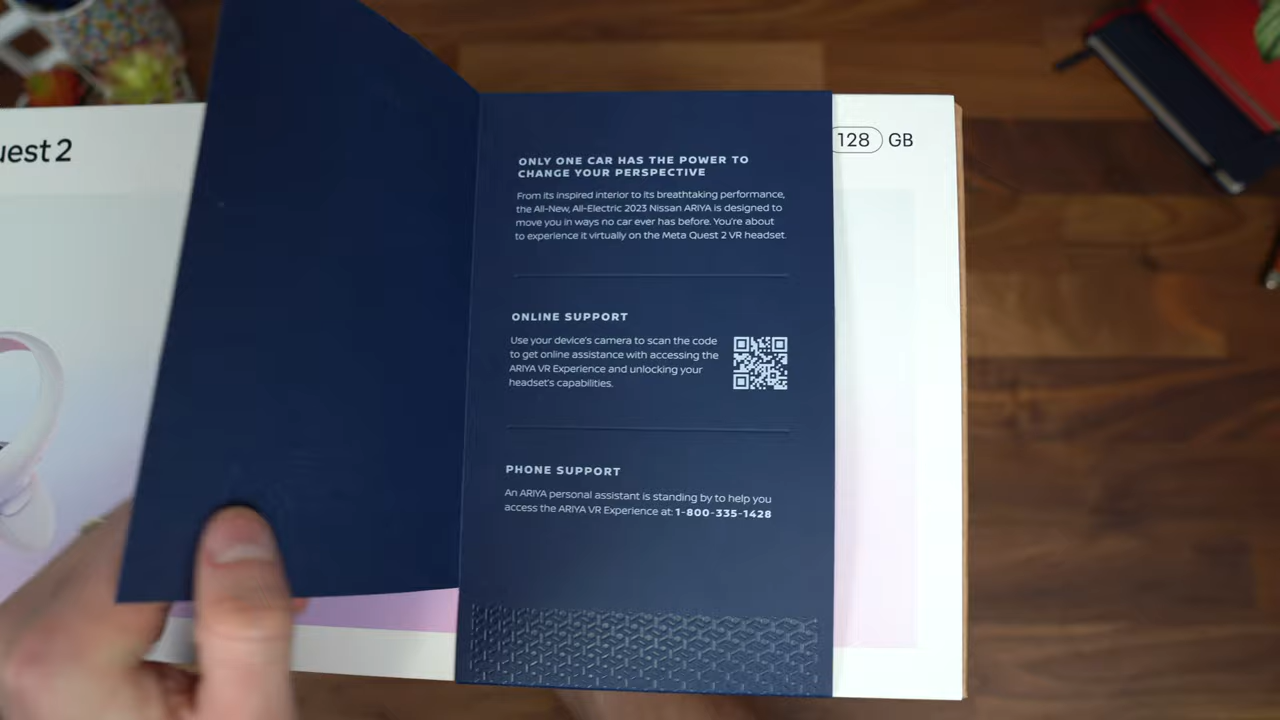 uest 2
128 GB
ONLY ONE CAR HAS THE POWER TO
CHANGE YOUR PERSPECTIVE
From its inspired interior to its breathtaking performance,
the All-New, All-Electric 2023 Nissan ARIYA is designed to
move you in ways no car ever has before. You're about
to experience it virtually on the Meta Quest 2 VR headset.
ONLINE SUPPORT
Use your device's camera to scan the code
to get online assistance with accessing the
ARIYA VR Experience and unlocking your
headset's capabilities.
PHONE SUPPORT
An ARIYA personal assistant is standing by to help you
access the ARIYA VR Experience at: 1-800-335-1428